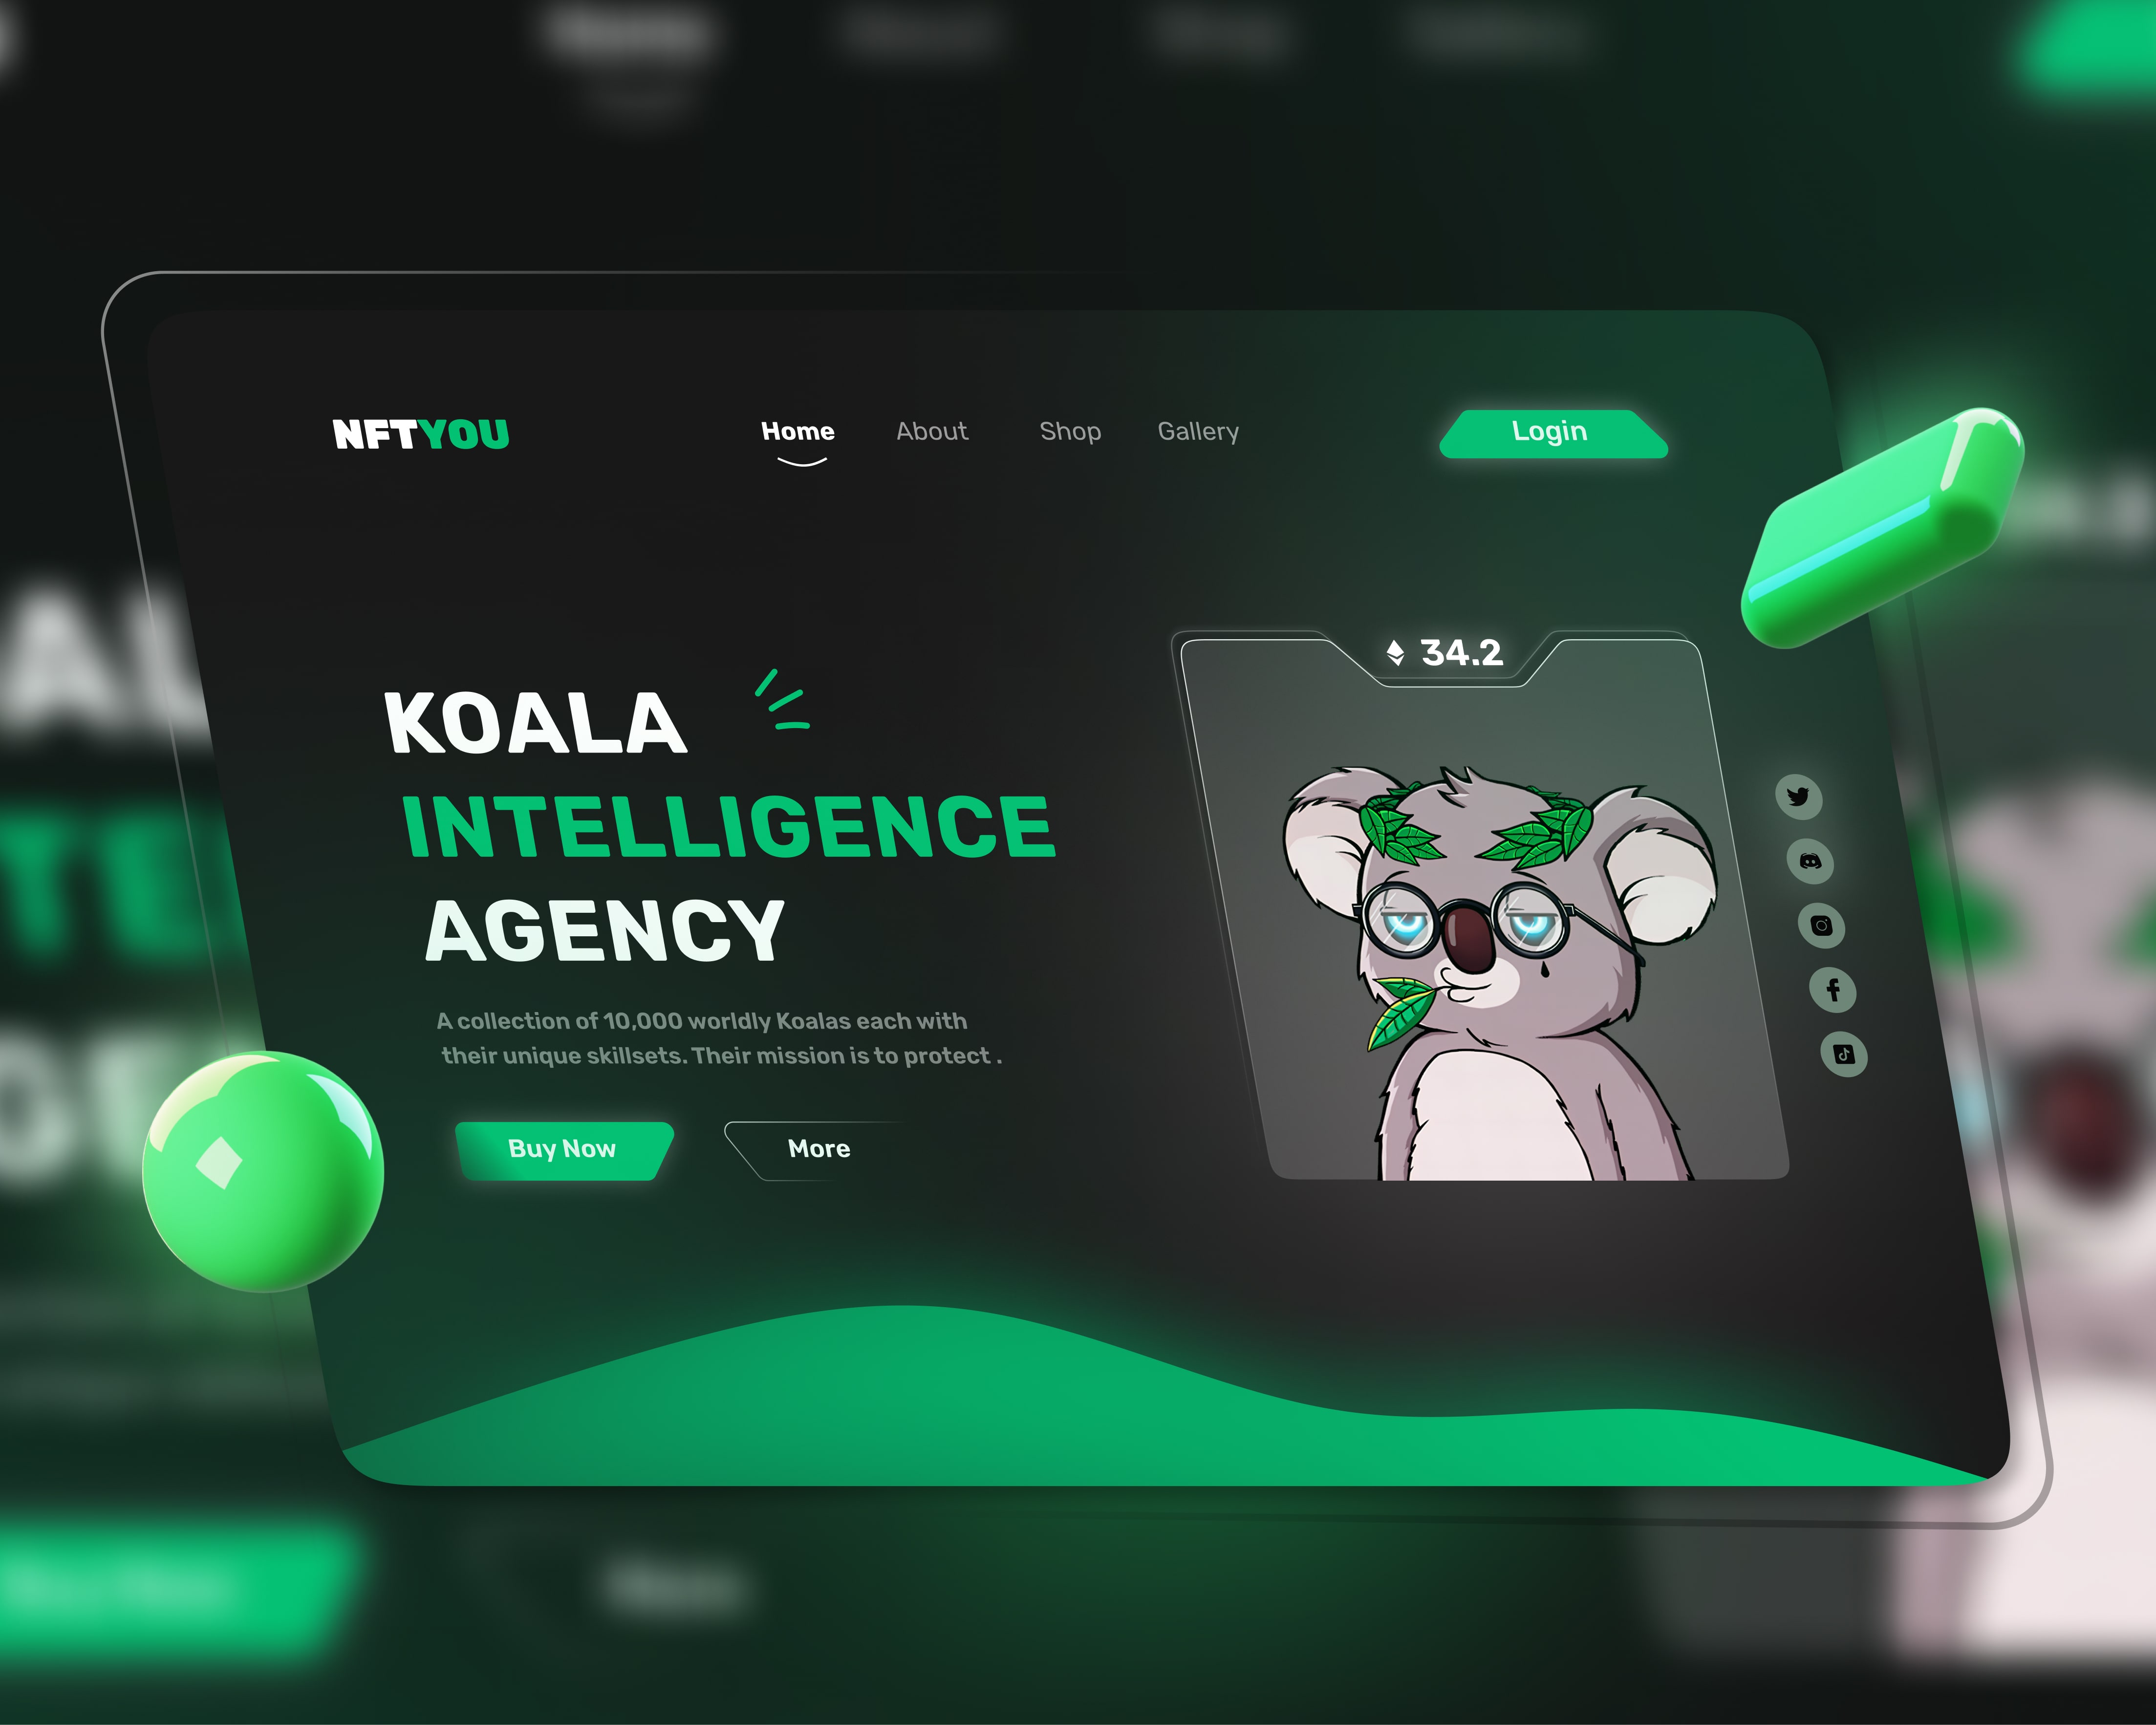 NFTYOU
Home About Shop Gallery
Login
34.2
KOALA
INTELLIGENCE
AGENCY
A collection of 10,000 worldly Koalas each with
their unique skillsets. Their mission is to protect .
Buy Now More